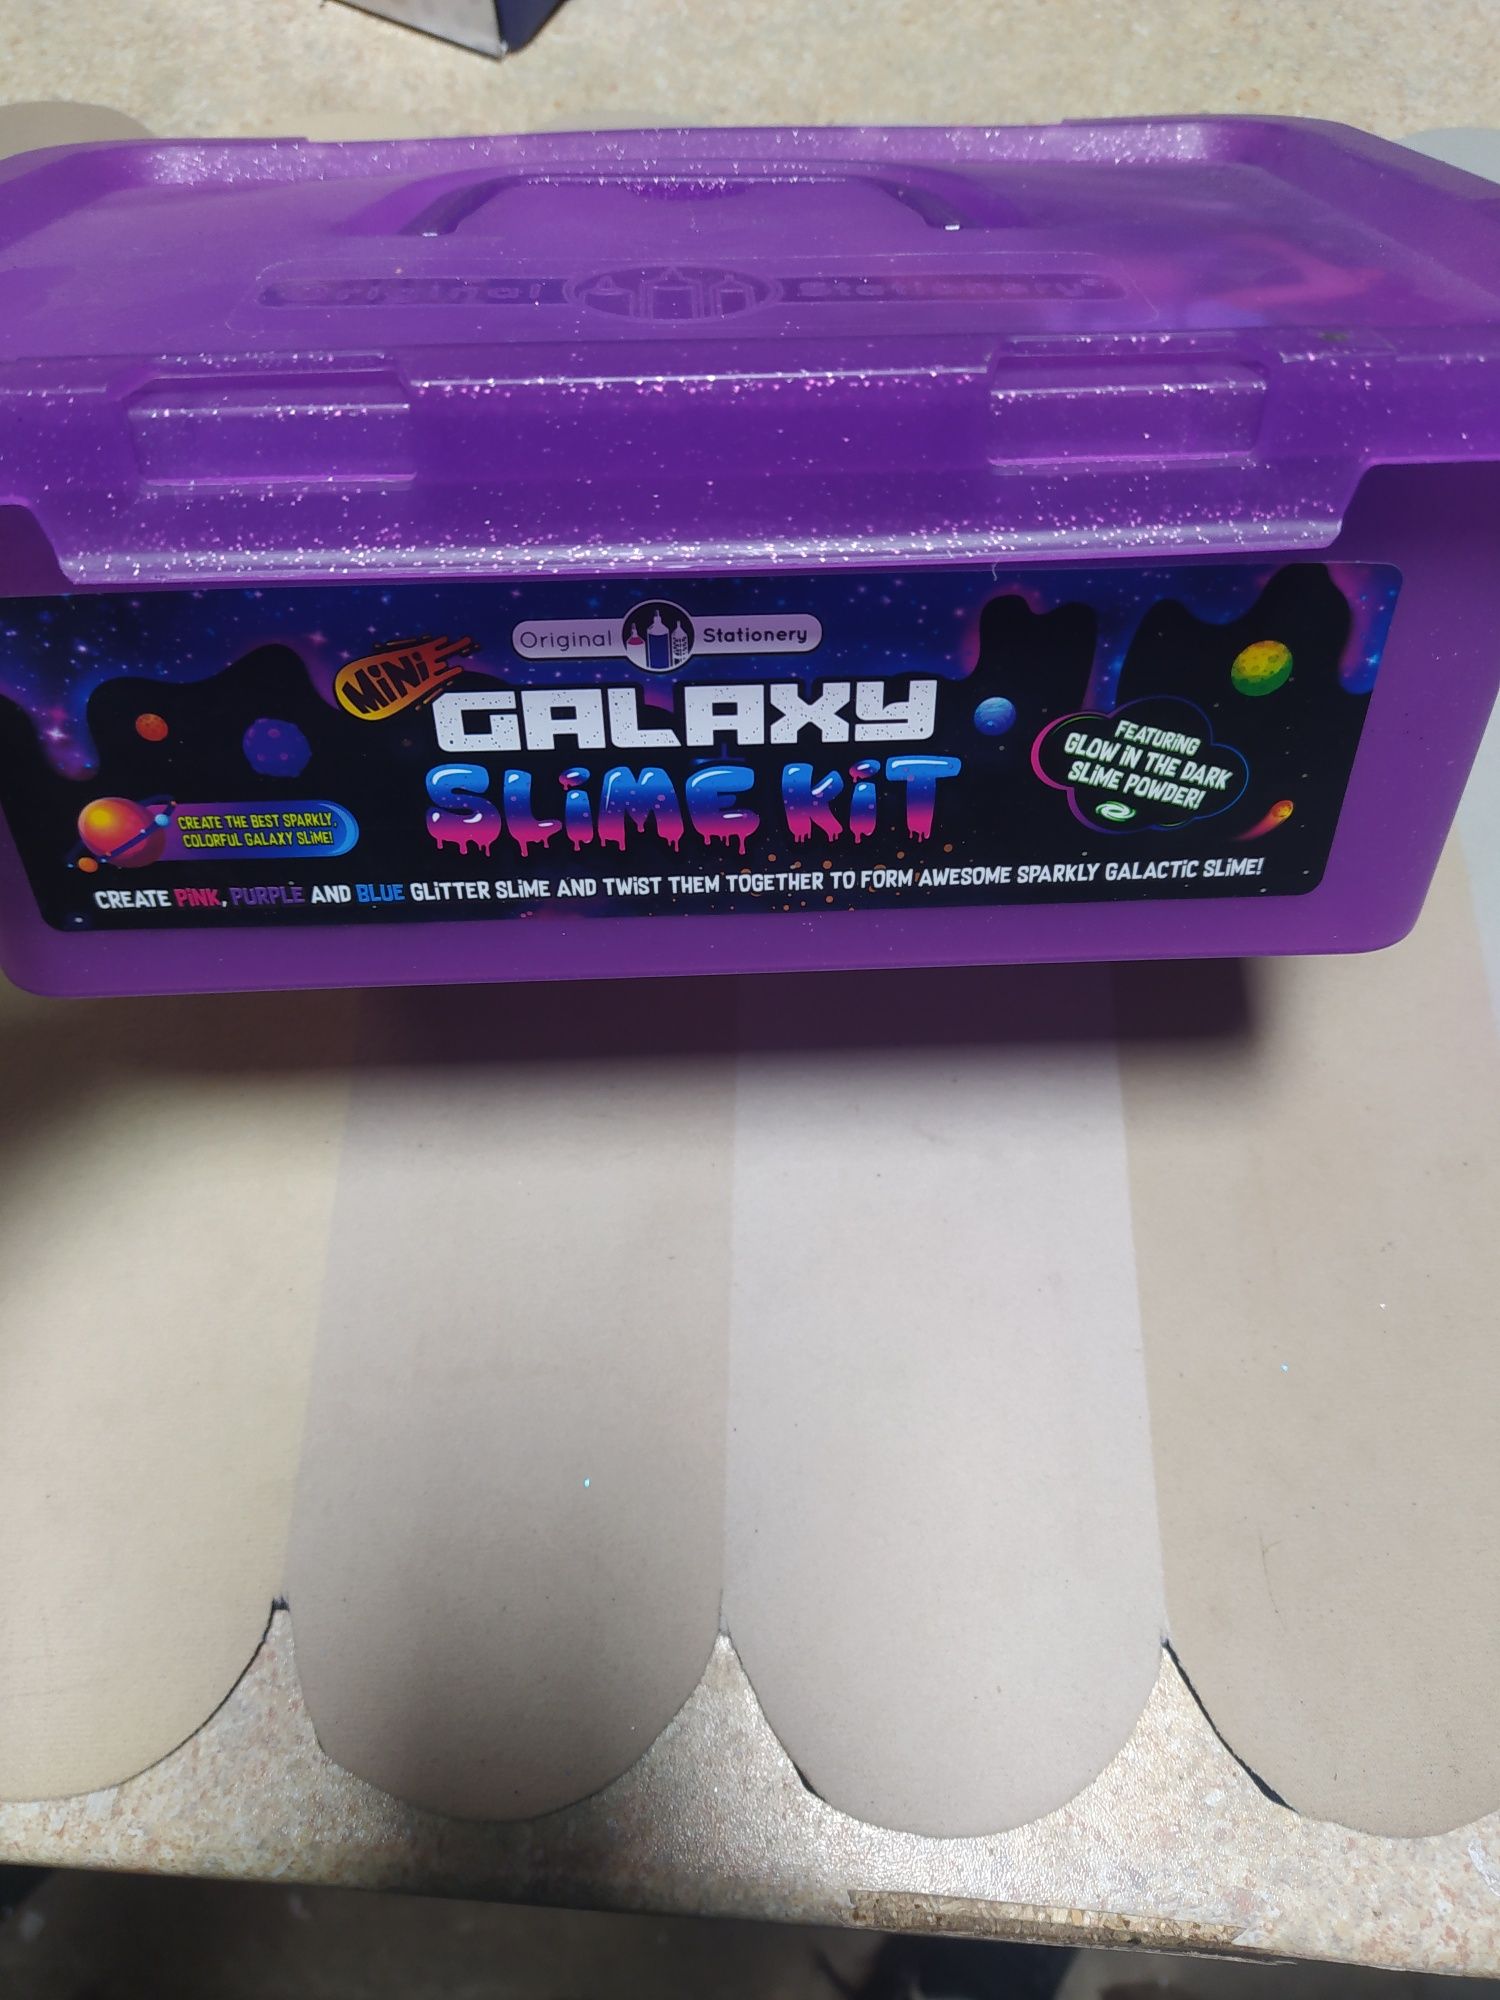 Original Stationery
Original Stationery
MiNi
GALAXY
SLiME KiT
FEATURING
GLOW IN THE DARK
SLiME POWDER!
CREATE THE BEST SPARKLY,
COLORFUL GALAXY SLiME!
CREATE PiNK, PURPLE AND BLUE GLiTTER SLiME AND TWiST THEM TOGETHER TO FORM AWESOME SPARKLY GALACTiC SLiME!